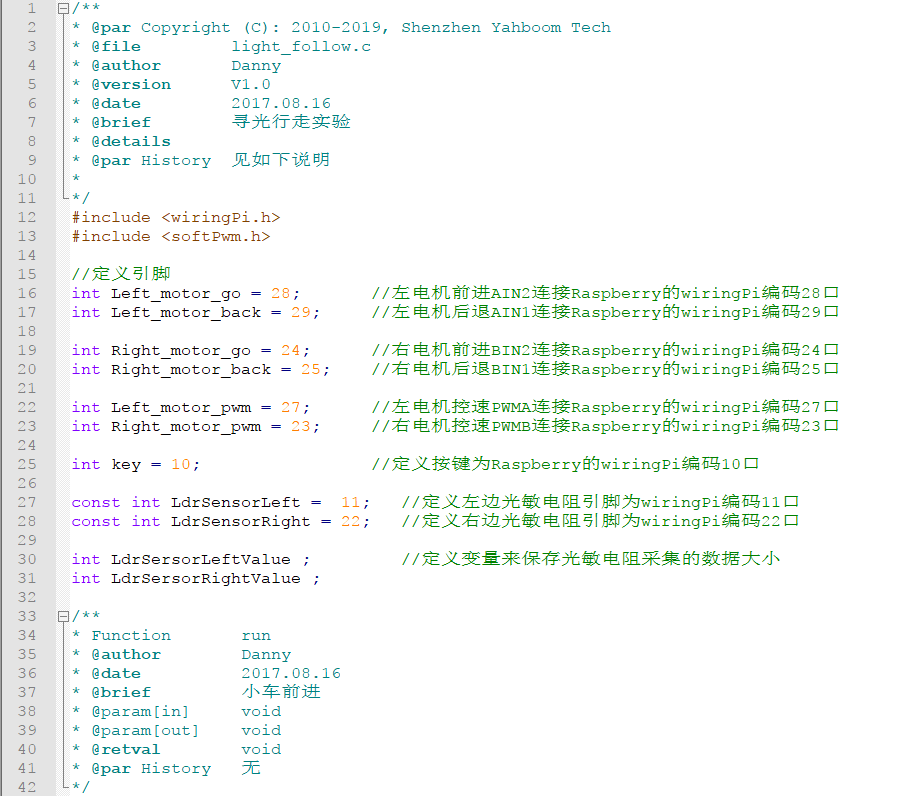 1 /**
2 * @par Copyright (C): 2010-2019, Shenzhen Yahboom Tech
3 * @file         light_follow.c
4 * @author       Danny
5 * @version      V1.0
6 * @date         2017.08.16
7 * @brief        寻光行走实验
8 * @details
9 * @par History  见如下说明
10 *
11 */
12 #include <wiringPi.h>
13 #include <softPwm.h>
14
15 //定义引脚
16 int Left_motor_go = 28;       //左电机前进AIN2连接Raspberry的wiringPi编码28口
17 int Left_motor_back = 29;     //左电机后退AIN1连接Raspberry的wiringPi编码29口
18
19 int Right_motor_go = 24;      //右电机前进BIN2连接Raspberry的wiringPi编码24口
20 int Right_motor_back = 25;    //右电机后退BIN1连接Raspberry的wiringPi编码25口
21
22 int Left_motor_pwm = 27;      //左电机控速PWMA连接Raspberry的wiringPi编码27口
23 int Right_motor_pwm = 23;     //右电机控速PWMB连接Raspberry的wiringPi编码23口
24
25 int key = 10;                 //定义按键为Raspberry的wiringPi编码10口
26
27 const int LdrSensorLeft =  11;   //定义左边光敏电阻引脚为wiringPi编码11口
28 const int LdrSensorRight = 22;   //定义右边光敏电阻引脚为wiringPi编码22口
29
30 int LdrSersorLeftValue ;         //定义变量来保存光敏电阻采集的数据大小
31 int LdrSersorRightValue ;
32
33 /**
34 * Function       run
35 * @author        Danny
36 * @date          2017.08.16
37 * @brief         小车前进
38 * @param[in]     void
39 * @param[out]    void
40 * @retval        void
41 * @par History   无
42 */